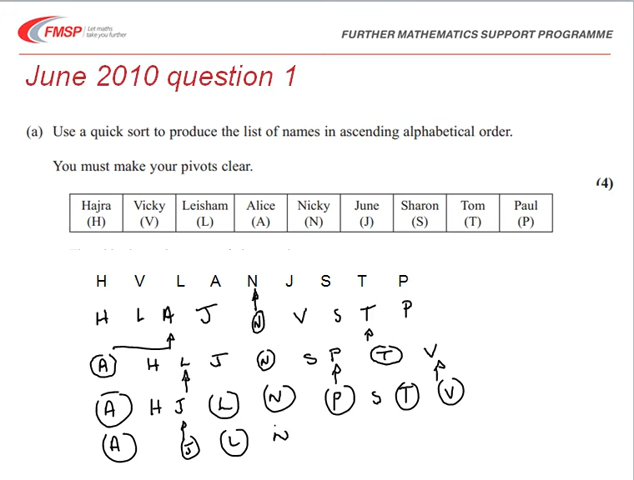 FMSP Let maths take you further
FURTHER MATHEMATICS SUPPORT PROGRAMME
June 2010 question 1
(a) Use a quick sort to produce the list of names in ascending alphabetical order.
You must make your pivots clear.
(4)
Hajra Vicky Leisham Alice Nicky June Sharon Tom Paul
(H) (V) (L) (A) (N) (J) (S) (T) (P)
H V L A N J S T P
H L A J N V S T P
A H L J N S P T V
A H J L N P S T V
A J L N